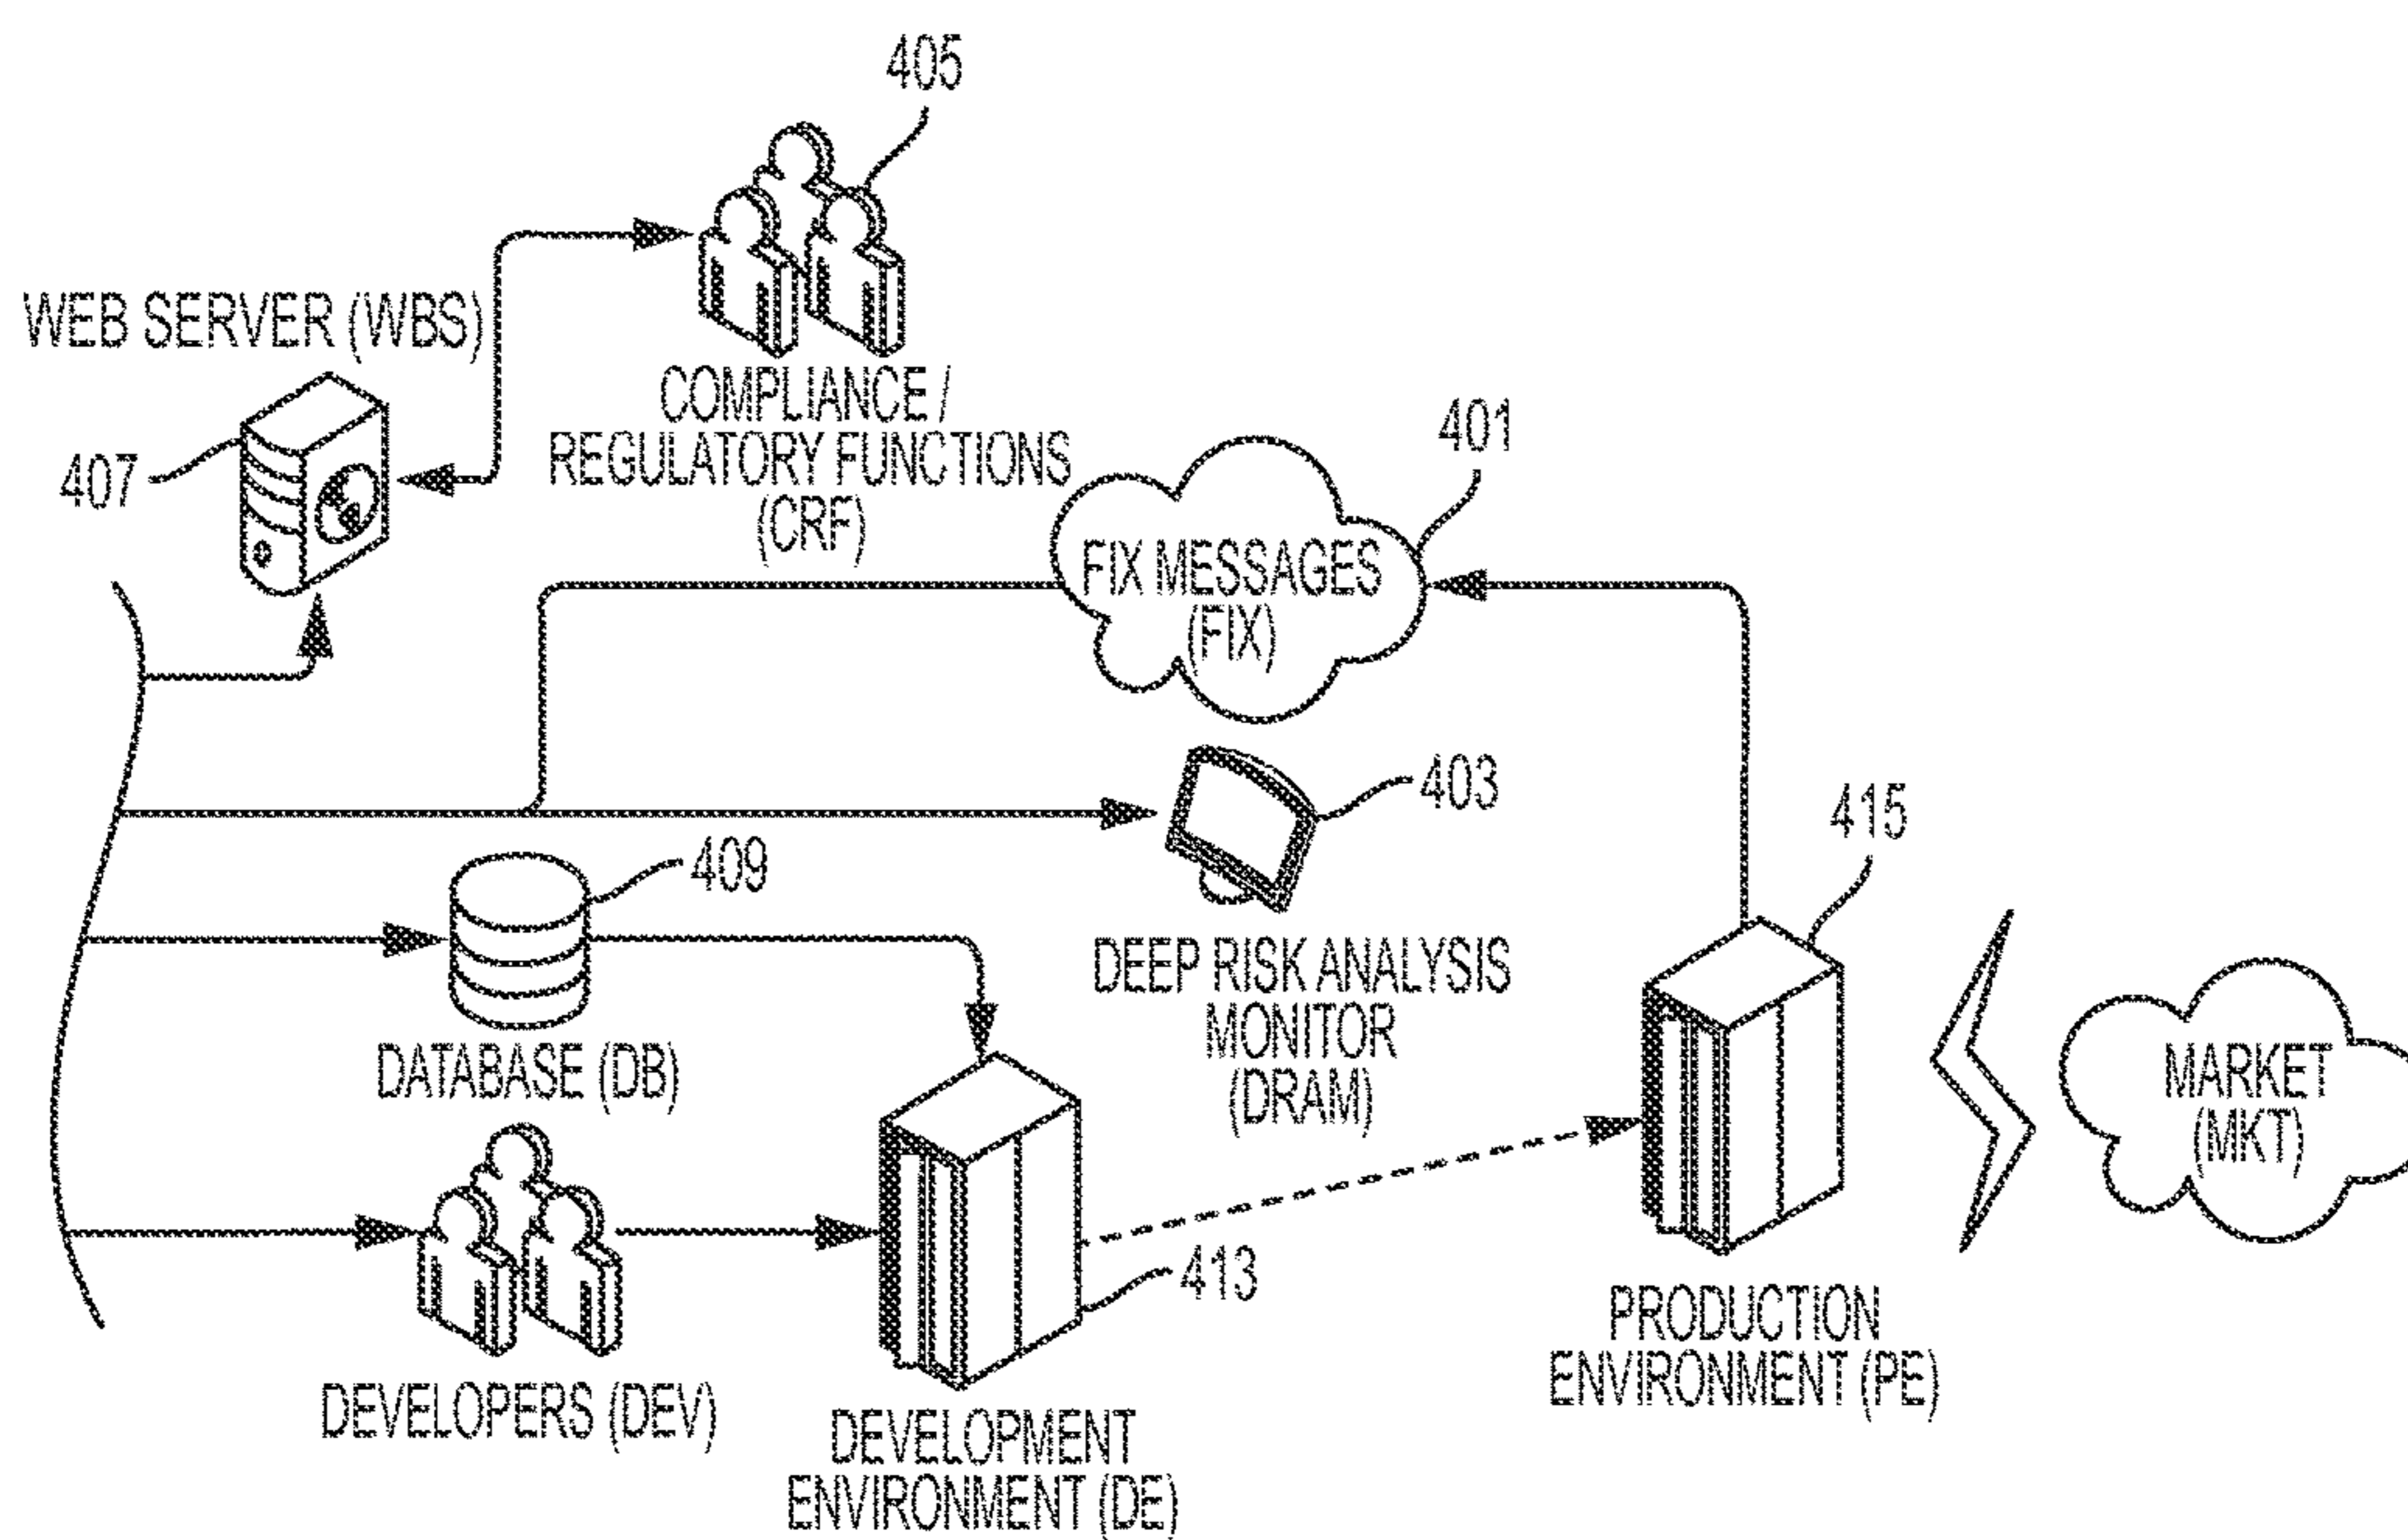 405
WEB SERVER (WBS)
407
COMPLIANCE /
REGULATORY FUNCTIONS
(CRF)
401
FIX MESSAGES
(FIX)
403
415
409
DATABASE (DB)
DEEP RISK ANALYSIS
MONITOR
(DRAM)
MARKET
(MKT)
413
DEVELOPERS (DEV)
DEVELOPMENT
ENVIRONMENT (DE)
PRODUCTION
ENVIRONMENT (PE)